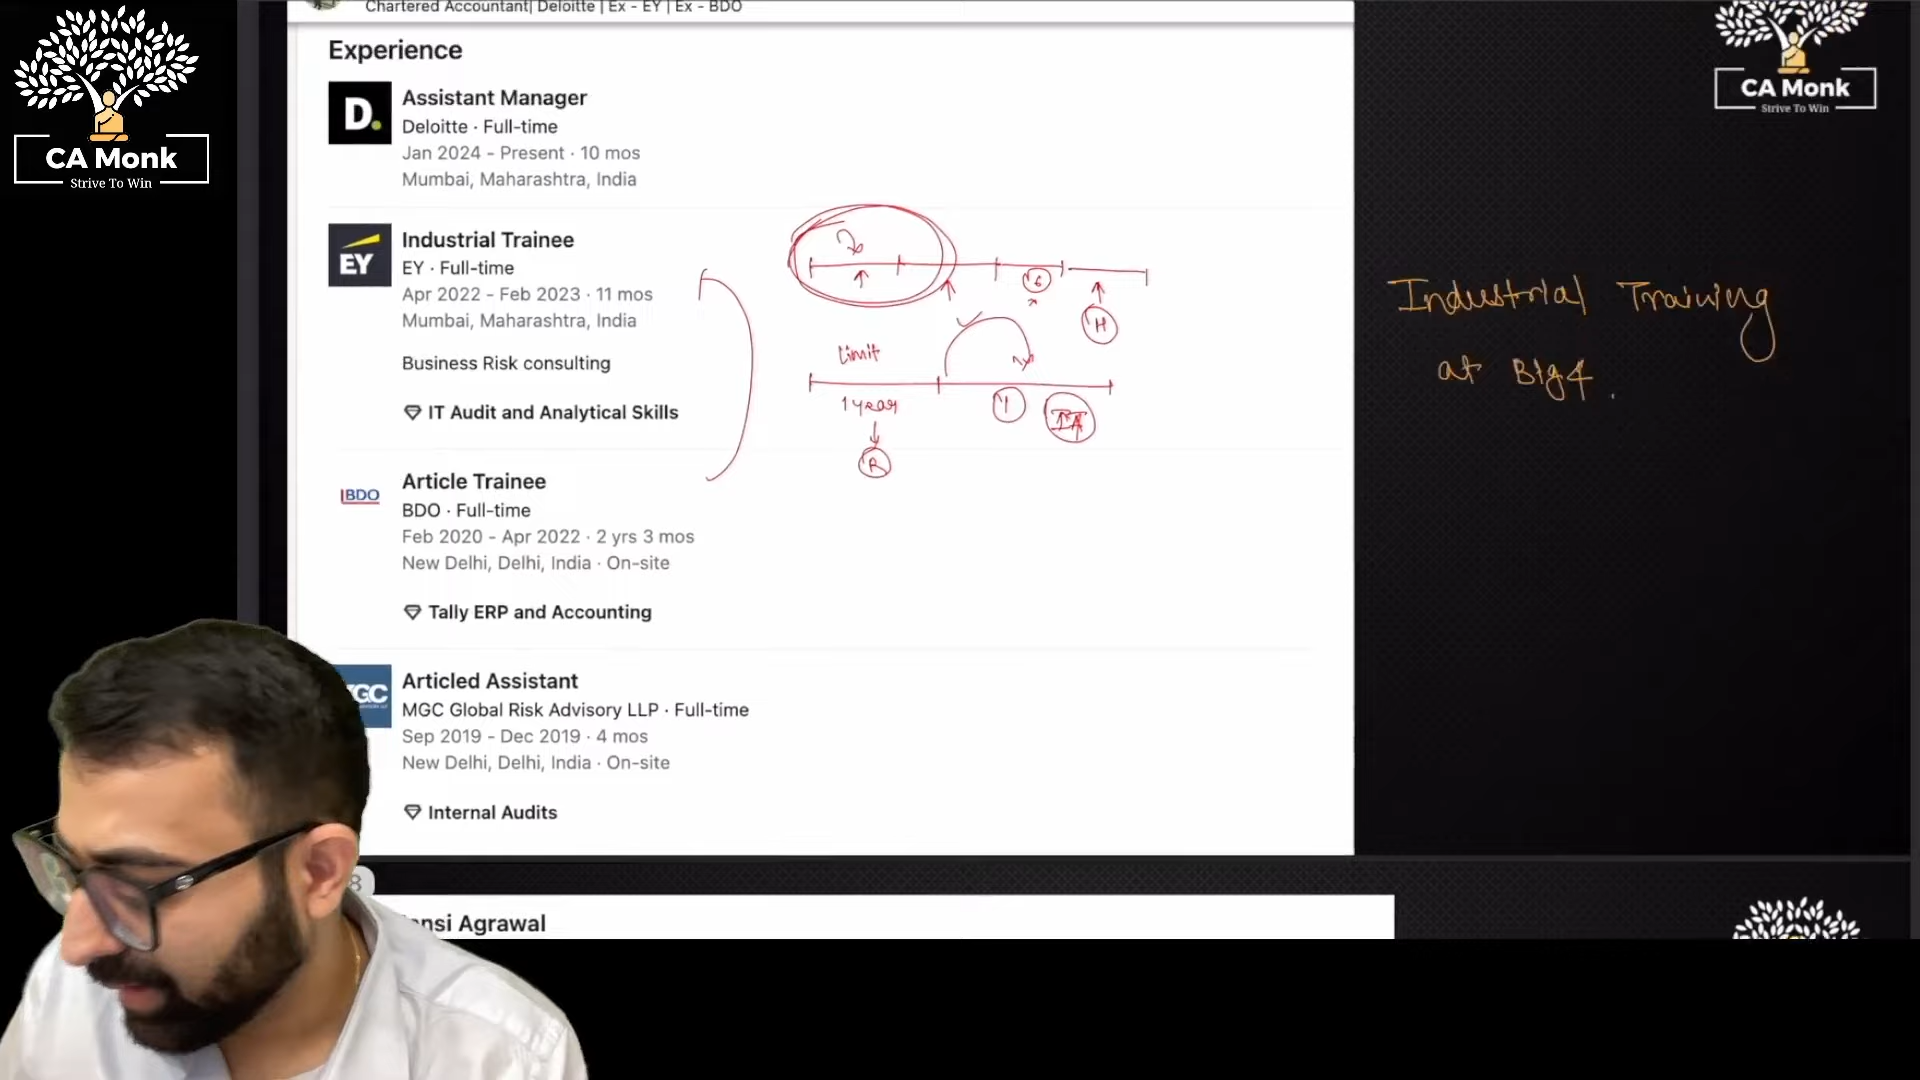 CA Monk
Strive To Win
Chartered Accountant| Deloitte | Ex - EY | Ex - BDO
Experience
D.
Assistant Manager
Deloitte · Full-time
Jan 2024 - Present · 10 mos
Mumbai, Maharashtra, India
EY
Industrial Trainee
EY · Full-time
Apr 2022 - Feb 2023 · 11 mos
Mumbai, Maharashtra, India
Business Risk consulting
IT Audit and Analytical Skills
BDO
Article Trainee
BDO · Full-time
Feb 2020 - Apr 2022 · 2 yrs 3 mos
New Delhi, Delhi, India · On-site
Tally ERP and Accounting
Articled Assistant
MGC Global Risk Advisory LLP · Full-time
Sep 2019 - Dec 2019 · 4 mos
New Delhi, Delhi, India · On-site
Internal Audits
Agrawal
H
limit
1 year
1
R
CA Monk
Strive To Win
Industrial Training
at Big4.